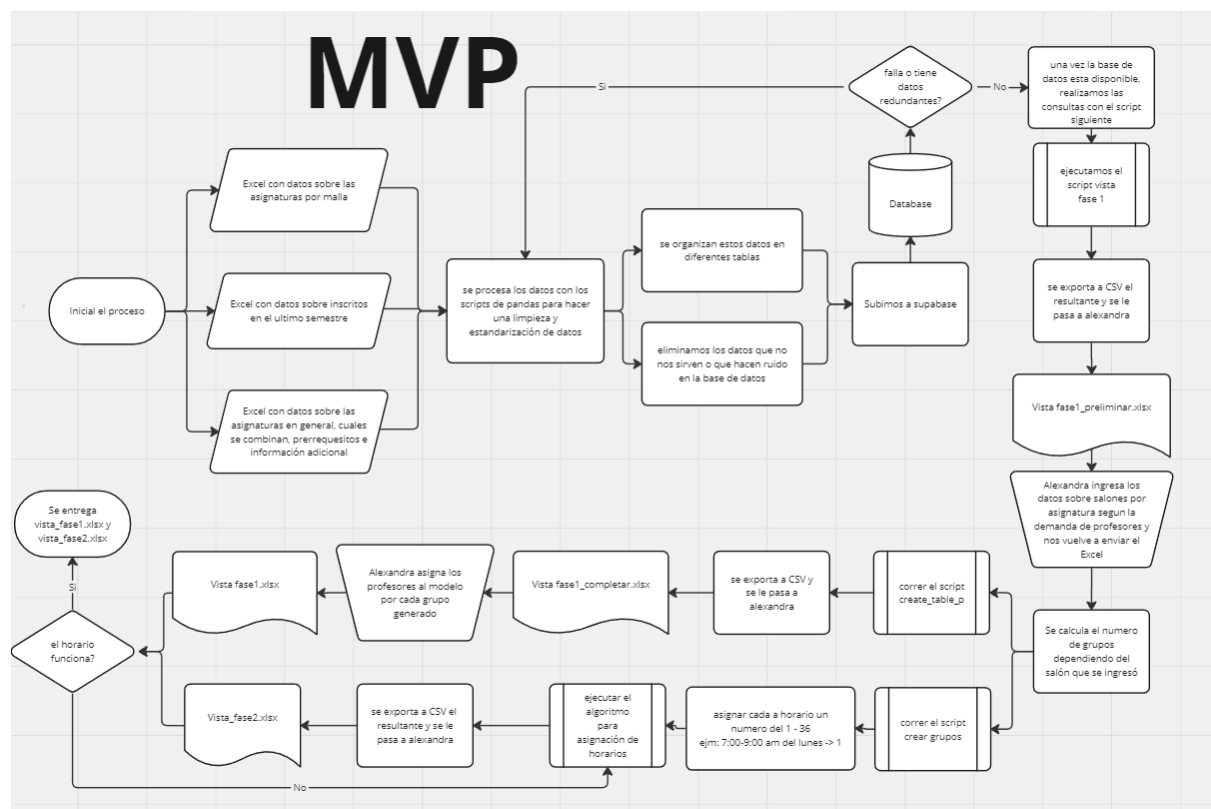 MVP
Inicial el proceso
Excel con datos sobre las
asignaturas por malla
Excel con datos sobre inscritos
en el ultimo semestre
Excel con datos sobre las
asignaturas en general, cuales
se combinan, prerrequesitos e
información adicional
se procesa los datos con los
scripts de pandas para hacer
una limpieza y
estandarización de datos
se organizan estos datos en
diferentes tablas
eliminamos los datos que no
nos sirven o que hacen ruido
en la base de datos
Subimos a supabase
Database
falla o tiene
datos
redundantes?
Si
No
una vez la base de
datos esta disponible,
realizamos las
consultas con el script
siguiente
ejecutamos el
script vista
fase 1
se exporta a CSV el
resultante y se le
pasa a alexandra
Vista fase1_preliminar.xlsx
Alexandra ingresa los
datos sobre salones por
asignatura segun la
demanda de profesores y
nos vuelve a enviar el
Excel
Se calcula el numero
de grupos
dependiendo del
salón que se ingresó
correr el script
create_table_p
se exporta a CSV y
se le pasa a
alexandra
Vista fase1_completar.xlsx
Alexandra asigna los
profesores al modelo
por cada grupo
generado
Vista fase1.xlsx
correr el script
crear grupos
asignar cada a horario un
numero del 1 - 36
ejm: 7:00-9:00 am del lunes -> 1
ejecutar el
algoritmo
para
asignación de
horarios
se exporta a CSV el
resultante y se le
pasa a alexandra
Vista_fase2.xlsx
el horario
funciona?
Si
No
Se entrega
vista_fase1.xlsx y
vista_fase2.xlsx